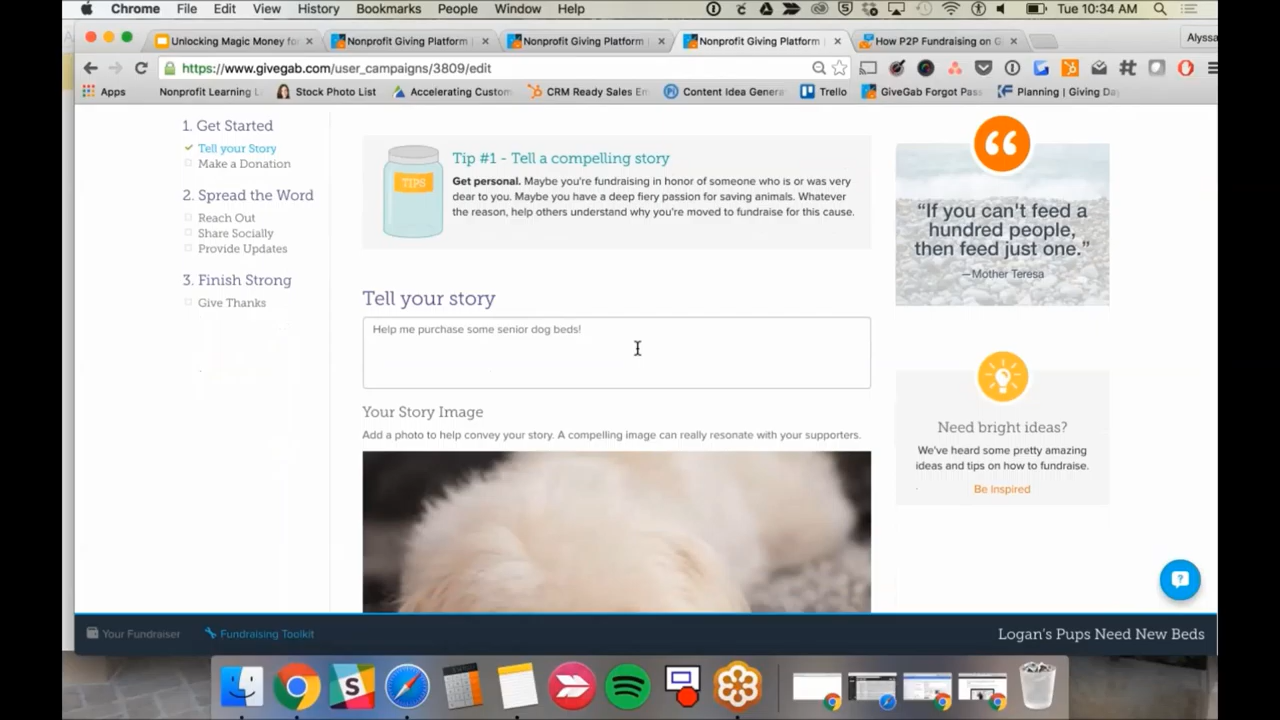 Chrome File Edit View History Bookmarks People Window Help Tue 10:34 AM
Unlocking Magic Money fo Nonprofit Giving Platform Nonprofit Giving Platform Nonprofit Giving Platform How P2P Fundraising on G Alyssa
https://www.givegab.com/user_campaigns/3809/edit
Apps Nonprofit Learning L Stock Photo List Accelerating Custom CRM Ready Sales En Content Idea Genera Trello GiveGab Forgot Pas Planning | Giving Day
1. Get Started
Tell your Story
Make a Donation
2. Spread the Word
Reach Out
Share Socially
Provide Updates
3. Finish Strong
Give Thanks
TIPS
Tip #1 - Tell a compelling story
Get personal. Maybe you're fundraising in honor of someone who is or was very
dear to you. Maybe you have a deep fiery passion for saving animals. Whatever
the reason, help others understand why you're moved to fundraise for this cause.
Tell your story
Help me purchase some senior dog beds!
Your Story Image
Add a photo to help convey your story. A compelling image can really resonate with your supporters.
“If you can't feed a
hundred people,
then feed just one.”
—Mother Teresa
Need bright ideas?
We've heard some pretty amazing
ideas and tips on how to fundraise.
Be Inspired
Your Fundraiser Fundraising Toolkit Logan's Pups Need New Beds